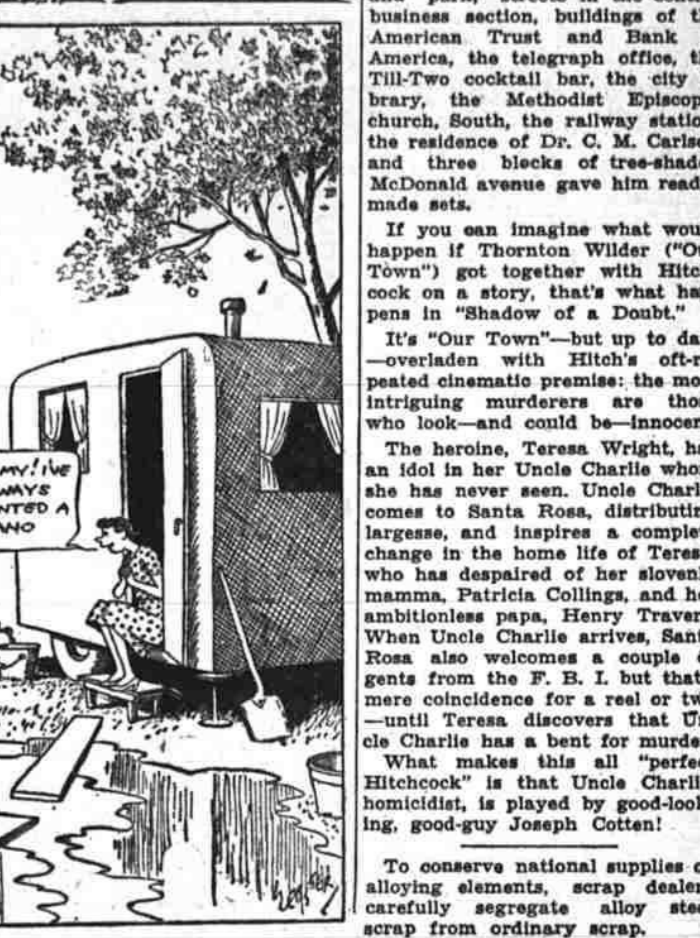 MY! I'VE
WAYS
NTED A
ANO
business section, buildings of th
American Trust and Bank
America, the telegraph office, th
Till-Two cocktail bar, the city
brary, the Methodist Episcop
church, South, the railway statio
the residence of Dr. C. M. Carlso
and three blocks of tree-shade
McDonald avenue gave him read
made sets.
If you can imagine what woul
happen if Thornton Wilder ("Ou
Town") got together with Hitch
cock on a story, that's what hap
pens in "Shadow of a Doubt."
It's "Our Town"—but up to da
—overladen with Hitch's oft-r
peated cinematic premise: the mos
intriguing murderers are tho
who look—and could be—innocen
The heroine, Teresa Wright, ha
an idol in her Uncle Charlie who
she has never seen. Uncle Charli
comes to Santa Rosa, distributin
largesse, and inspires a complet
change in the home life of Teres
who has despaired of her slovenl
mamma, Patricia Collings, and he
ambitionless papa, Henry Traver
When Uncle Charlie arrives, San
Rosa also welcomes a couple
gents from the F. B. I. but that
mere coincidence for a reel or tw
—until Teresa discovers that U
cle Charlie has a bent for murde
What makes this all "perfec
Hitchcock" is that Uncle Charli
homicidist, is played by good-look
ing, good-guy Joseph Cotten!
To conserve national supplies o
alloying elements, scrap dealer
carefully segregate alloy stee
scrap from ordinary scrap.